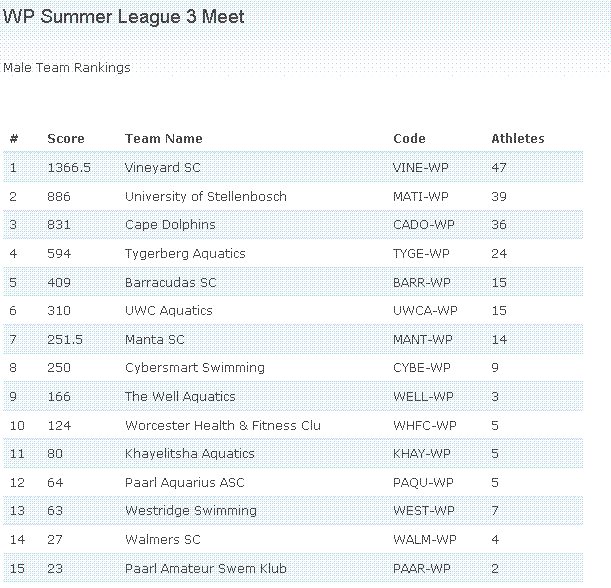 WP Summer League 3 Meet
Male Team Rankings
# Score Team Name Code Athletes
1 1366.5 Vineyard SC VINE-WP 47
2 886 University of Stellenbosch MATI-WP 39
3 831 Cape Dolphins CADO-WP 36
4 594 Tygerberg Aquatics TYGE-WP 24
5 409 Barracudas SC BARR-WP 15
6 310 UWC Aquatics UWCA-WP 15
7 251.5 Manta SC MANT-WP 14
8 250 Cybersmart Swimming CYBE-WP 9
9 166 The Well Aquatics WELL-WP 3
10 124 Worcester Health & Fitness Clu WHFC-WP 5
11 80 Khayelitsha Aquatics KHAY-WP 5
12 64 Paarl Aquarius ASC PAQU-WP 5
13 63 Westridge Swimming WEST-WP 7
14 27 Walmers SC WALM-WP 4
15 23 Paarl Amateur Swem Klub PAAR-WP 2